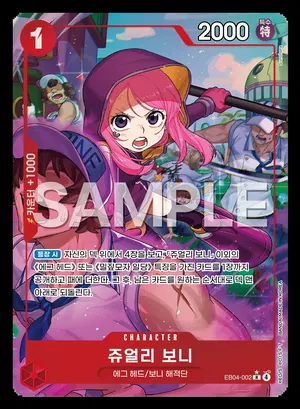 1
2000
특수
特
카운터 +1000
SAMPLE
등장 시 자신의 덱 위에서 4장을 보고, 「쥬얼리 보니」 이외의
《에그 헤드》 또는 《밀짚모자 일당》 특징을 가진 카드를 1장까지
공개하고 패에 더한다. 그 후, 남은 카드를 원하는 순서대로 덱 맨
아래로 되돌린다.
CHARACTER
쥬얼리 보니
에그 헤드/보니 해적단
EB04-002
4